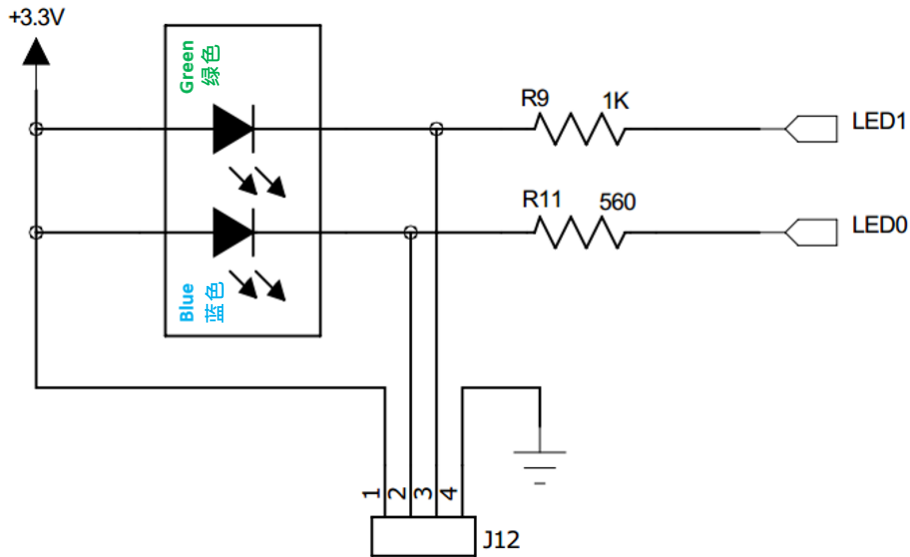 +3.3V
Green
绿色
R9
1K
LED1
R11
560
LED0
Blue
蓝色
1
2
3
4
J12